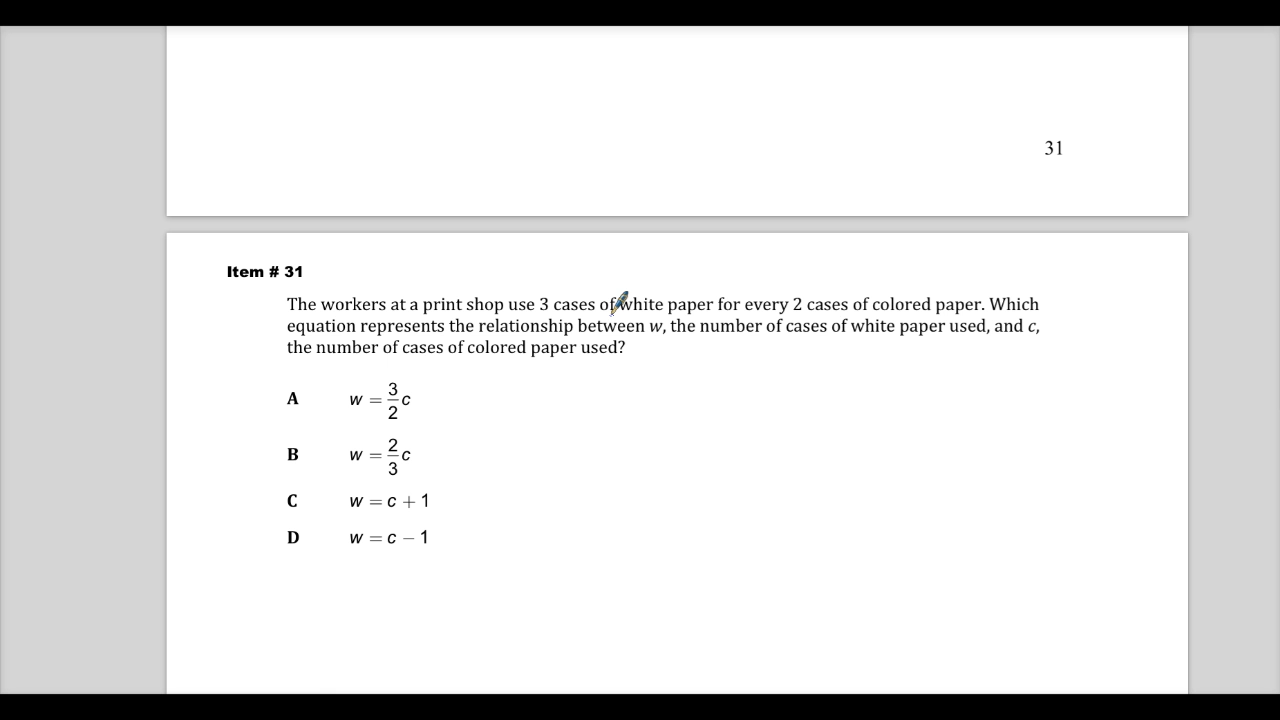 31
Item # 31
The workers at a print shop use 3 cases of white paper for every 2 cases of colored paper. Which
equation represents the relationship between w, the number of cases of white paper used, and c,
the number of cases of colored paper used?
A w = 3/2 c
B w = 2/3 c
C w = c + 1
D w = c − 1